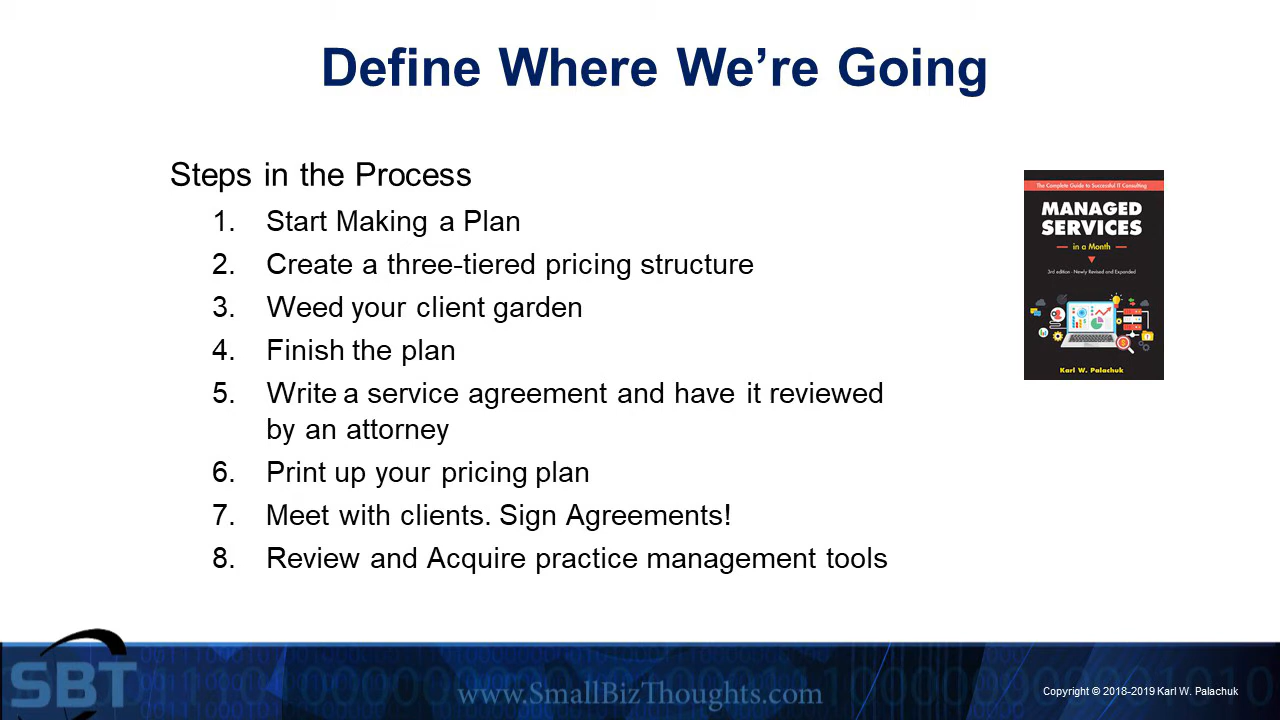 Define Where We’re Going
Steps in the Process
1. Start Making a Plan
2. Create a three-tiered pricing structure
3. Weed your client garden
4. Finish the plan
5. Write a service agreement and have it reviewed
by an attorney
6. Print up your pricing plan
7. Meet with clients. Sign Agreements!
8. Review and Acquire practice management tools
The Complete Guide to Successful IT Consulting
MANAGED
SERVICES
in a Month
3rd edition - Newly Revised and Expanded
Karl W. Palachuk
SBT
www.SmallBizThoughts.com
Copyright © 2018-2019 Karl W. Palachuk